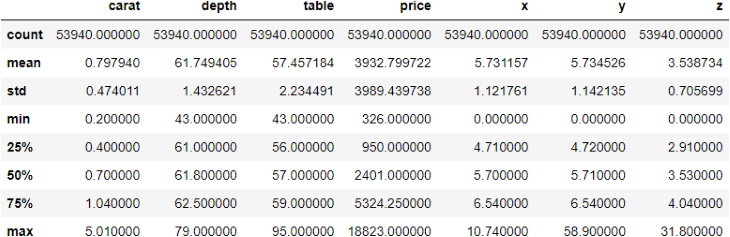 carat depth table price x y z
count 53940.000000 53940.000000 53940.000000 53940.000000 53940.000000 53940.000000 53940.000000
mean 0.797940 61.749405 57.457184 3932.799722 5.731157 5.734526 3.538734
std 0.474011 1.432621 2.234491 3989.439738 1.121761 1.142135 0.705699
min 0.200000 43.000000 43.000000 326.000000 0.000000 0.000000 0.000000
25% 0.400000 61.000000 56.000000 950.000000 4.710000 4.720000 2.910000
50% 0.700000 61.800000 57.000000 2401.000000 5.700000 5.710000 3.530000
75% 1.040000 62.500000 59.000000 5324.250000 6.540000 6.540000 4.040000
max 5.010000 79.000000 95.000000 18823.000000 10.740000 58.900000 31.800000